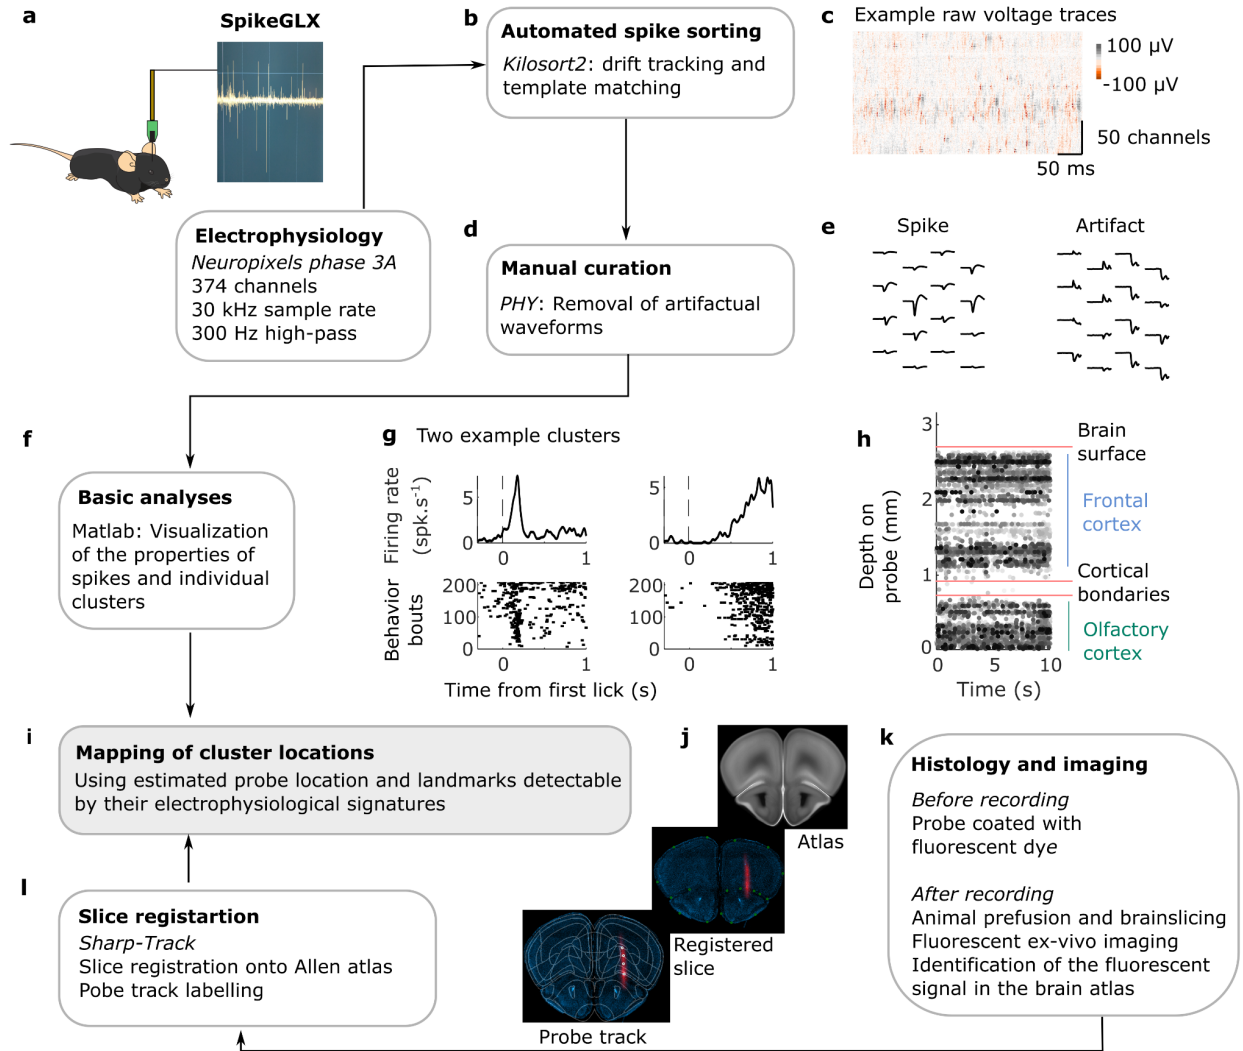 a
SpikeGLX
Electrophysiology
Neuropixels phase 3A
374 channels
30 kHz sample rate
300 Hz high-pass
b
Automated spike sorting
Kilosort2: drift tracking and
template matching
c
Example raw voltage traces
100 µV
-100 µV
50 channels
50 ms
d
Manual curation
PHY: Removal of artifactual
waveforms
e
Spike
Artifact
f
Basic analyses
Matlab: Visualization
of the properties of
spikes and individual
clusters
g
Two example clusters
Firing rate
(spk.s-1)
5
0
0
1
5
0
0
1
Behavior
bouts
200
100
0
0
1
200
100
0
0
1
Time from first lick (s)
h
Depth on
probe (mm)
3
2
1
0
0
5
10
Time (s)
Brain
surface
Frontal
cortex
Cortical
bondaries
Olfactory
cortex
i
Mapping of cluster locations
Using estimated probe location and landmarks detectable
by their electrophysiological signatures
j
Atlas
Registered
slice
Probe track
k
Histology and imaging
Before recording
Probe coated with
fluorescent dye
After recording
Animal prefusion and brainslicing
Fluorescent ex-vivo imaging
Identification of the fluorescent
signal in the brain atlas
l
Slice registartion
Sharp-Track
Slice registration onto Allen atlas
Pobe track labelling